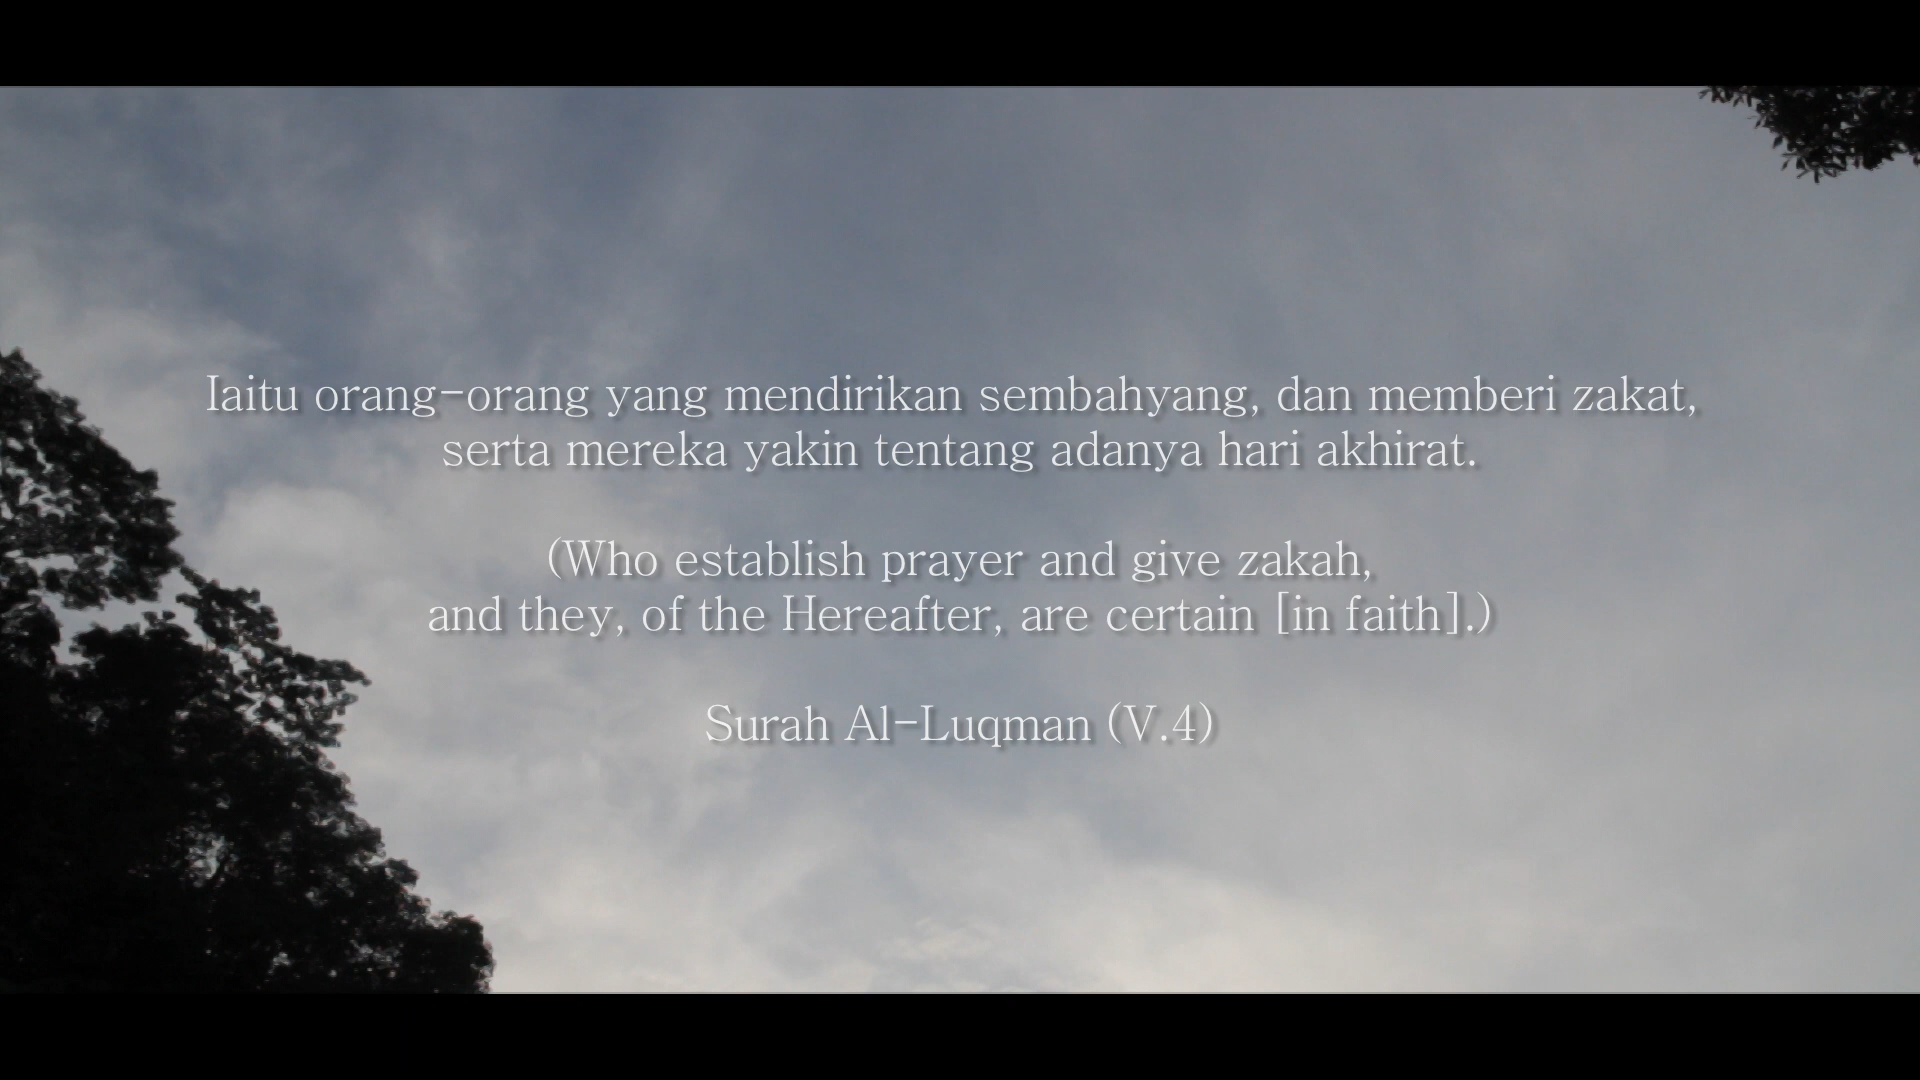 Iaitu orang-orang yang mendirikan sembahyang, dan memberi zakat,
serta mereka yakin tentang adanya hari akhirat.
(Who establish prayer and give zakah,
and they, of the Hereafter, are certain [in faith].)
Surah Al-Luqman (V.4)